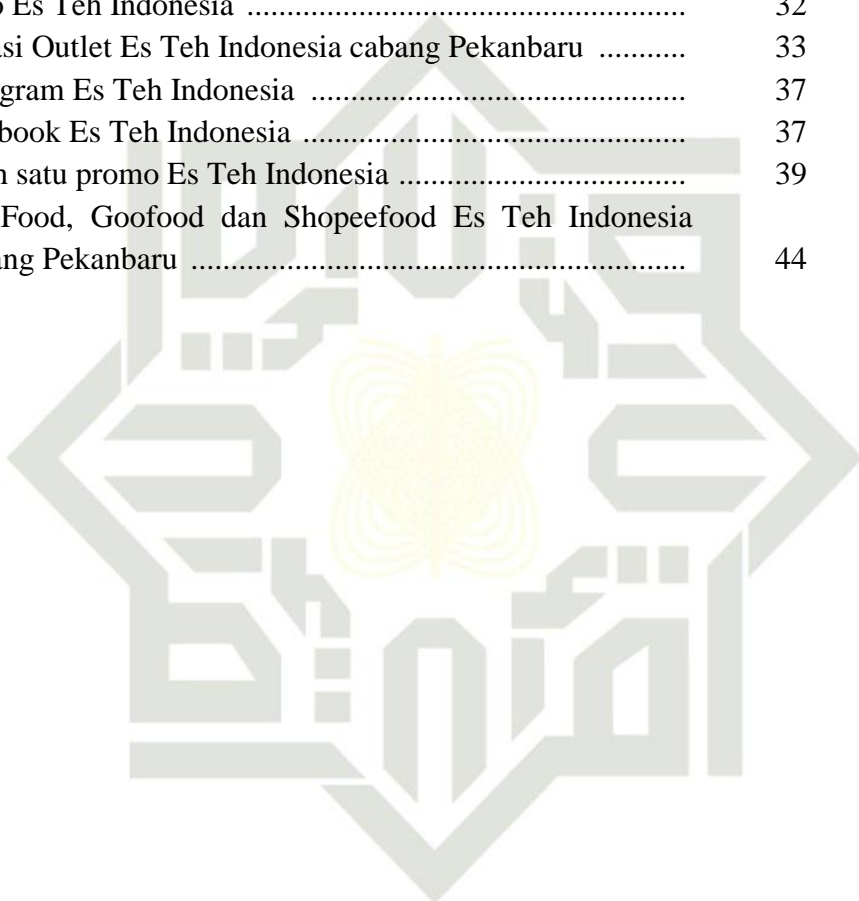 o Es Teh Indonesia ....................................................... 32
asi Outlet Es Teh Indonesia cabang Pekanbaru ........... 33
gram Es Teh Indonesia ............................................... 37
book Es Teh Indonesia ................................................ 37
n satu promo Es Teh Indonesia .................................... 39
Food, Goofood dan Shopeefood Es Teh Indonesia
ang Pekanbaru .............................................................. 44